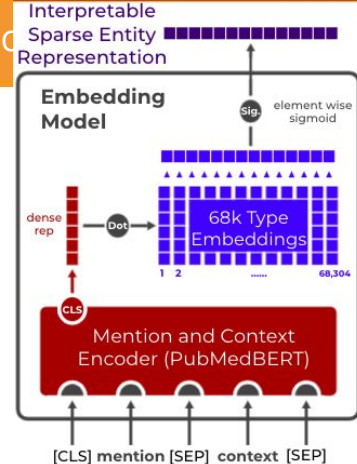 Interpretable
Sparse Entity
Representation
Embedding
Model
Sig.
element wise
sigmoid
dense
rep
Dot
68k Type
Embeddings
1 2 ...... 68,304
CLS
Mention and Context
Encoder (PubMedBERT)
[CLS] mention [SEP] context [SEP]